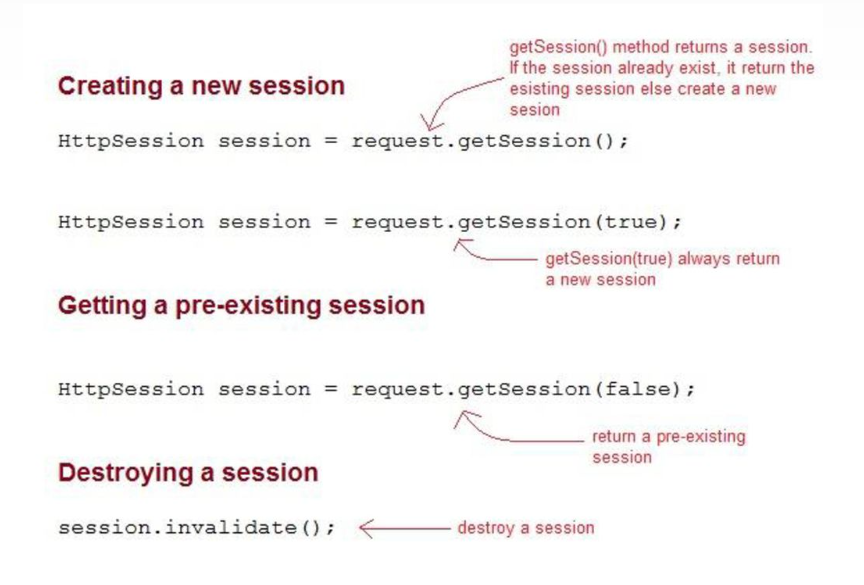 getSession() method returns a session.
If the session already exist, it return the
esisting session else create a new
sesion
Creating a new session
HttpSession session = request.getSession();
HttpSession session = request.getSession(true);
getSession(true) always return
a new session
Getting a pre-existing session
HttpSession session = request.getSession(false);
return a pre-existing
session
Destroying a session
session.invalidate();
destroy a session